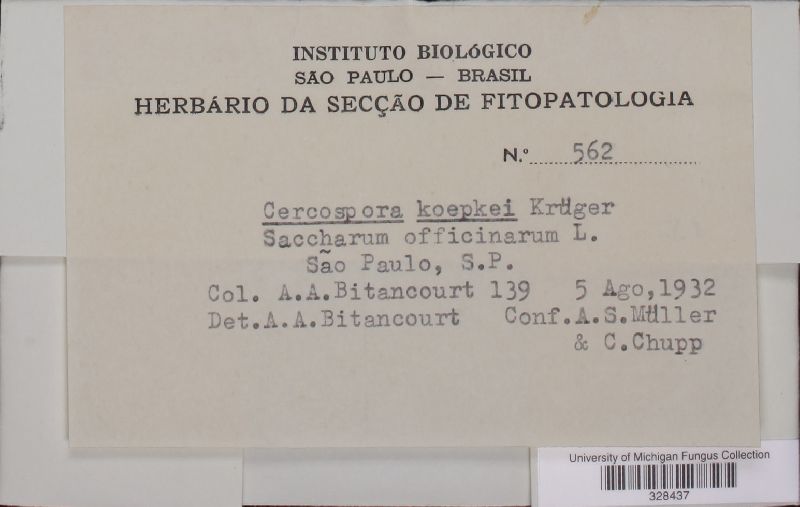 INSTITUTO BIOLÓGICO
SÃO PAULO — BRASIL
HERBÁRIO DA SECÇÃO DE FITOPATOLOGIA
N.º 562
Cercospora koepkei Krüger
Saccharum officinarum L.
São Paulo, S.P.
Col. A.A.Bitancourt 139 5 Ago,1932
Det.A.A.Bitancourt Conf.A.S.Müller
& C.Chupp
University of Michigan Fungus Collection
328437